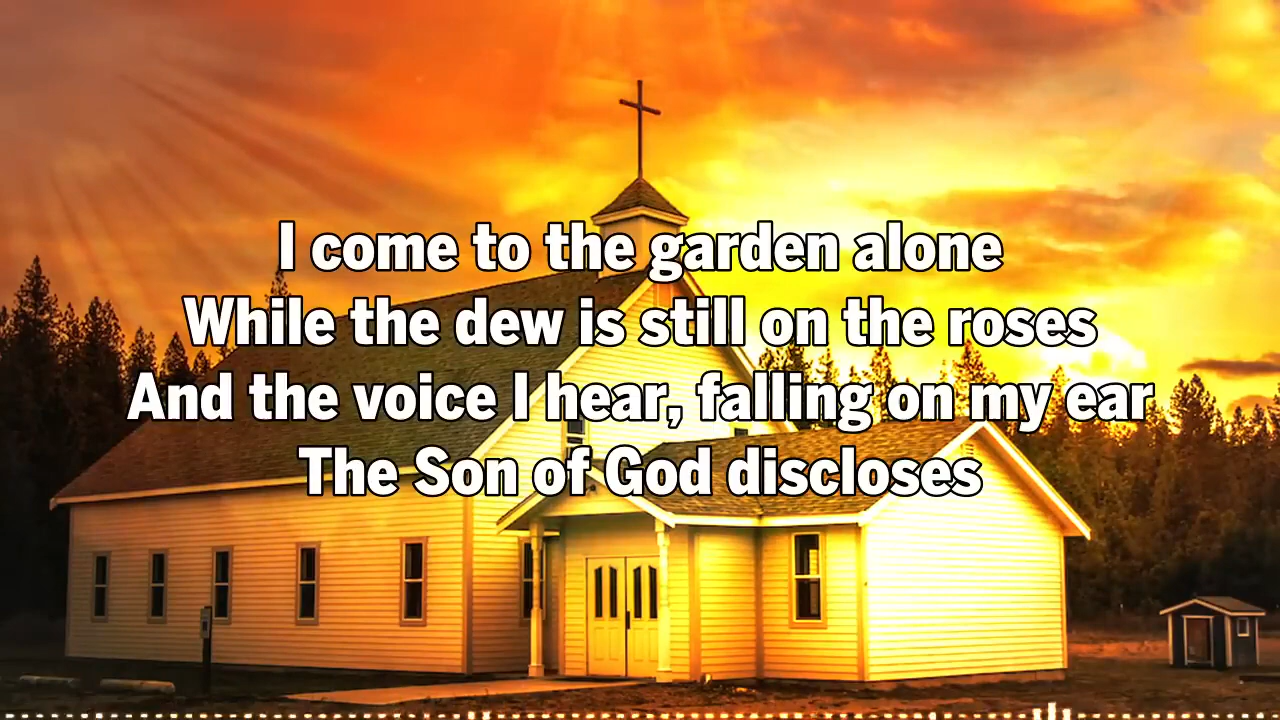 I come to the garden alone
While the dew is still on the roses
And the voice I hear, falling on my ear
The Son of God discloses